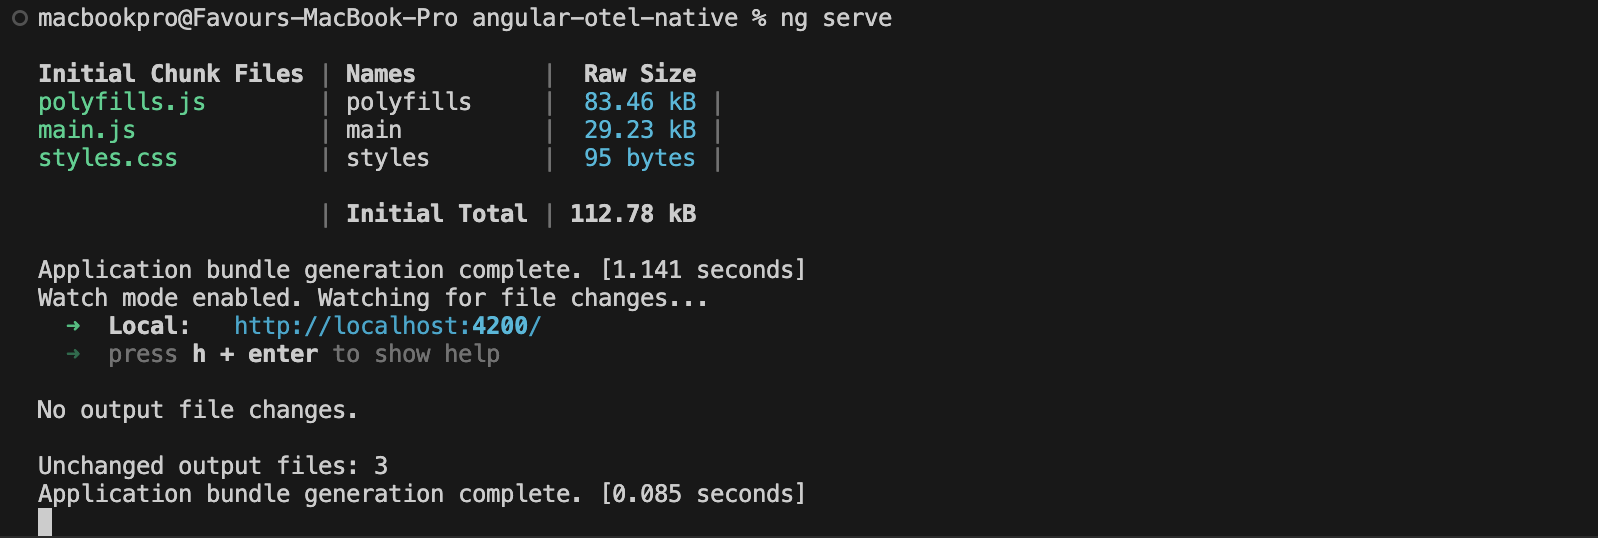 macbookpro@Favours-MacBook-Pro angular-otel-native % ng serve
Initial Chunk Files | Names | Raw Size
polyfills.js | polyfills | 83.46 kB |
main.js | main | 29.23 kB |
styles.css | styles | 95 bytes |
| Initial Total | 112.78 kB
Application bundle generation complete. [1.141 seconds]
Watch mode enabled. Watching for file changes...
➜ Local: http://localhost:4200/
➜ press h + enter to show help
No output file changes.
Unchanged output files: 3
Application bundle generation complete. [0.085 seconds]